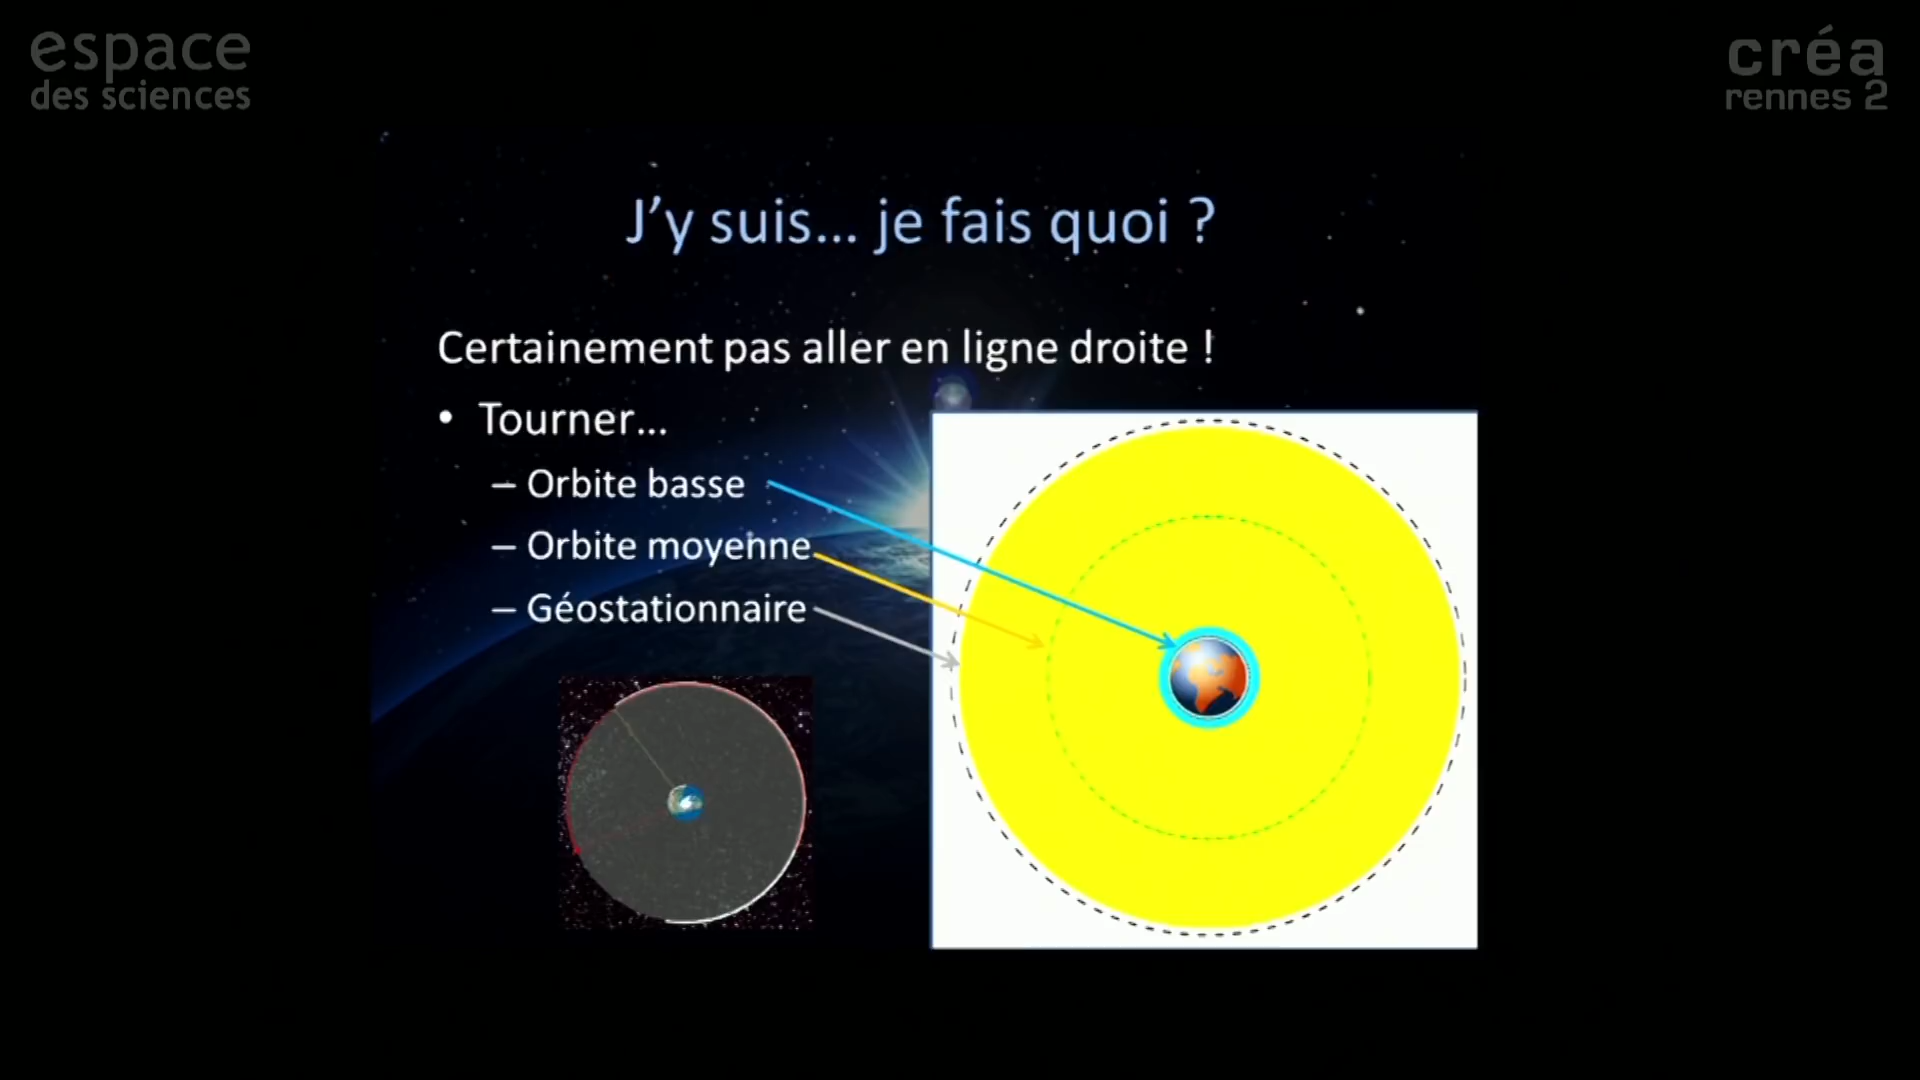 espace
des sciences
créa
rennes 2
J’y suis... je fais quoi ?
Certainement pas aller en ligne droite !
• Tourner...
– Orbite basse
– Orbite moyenne
– Géostationnaire